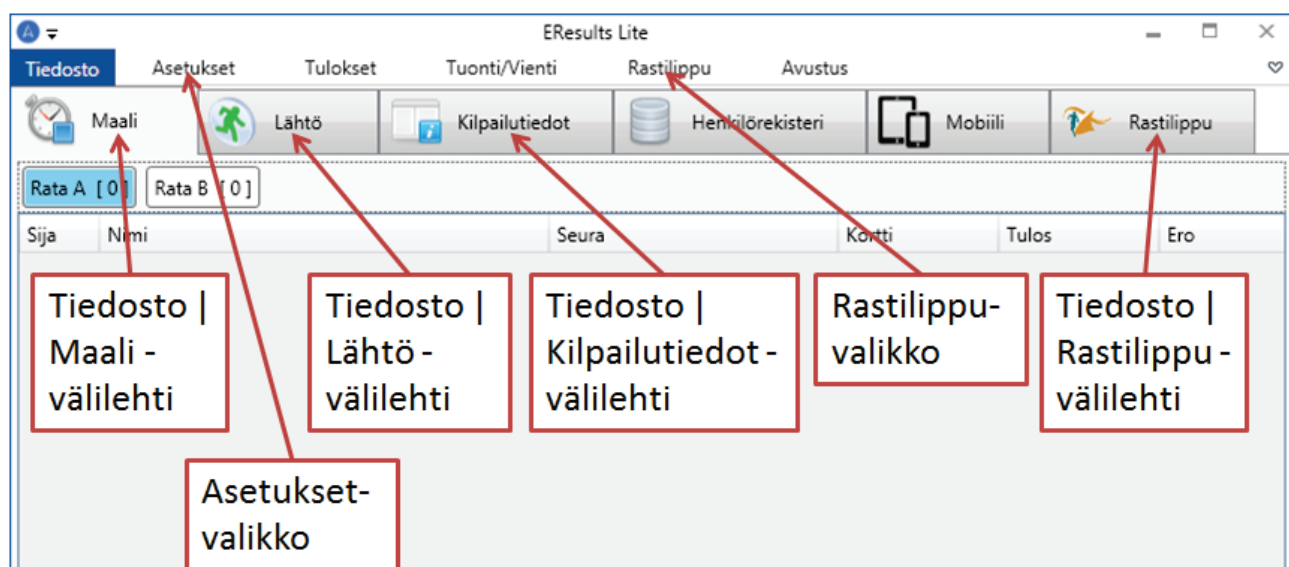 EResults Lite
Tiedosto Asetukset Tulokset Tuonti/Vienti Rastilippu Avustus
Maali Lähtö Kilpailutiedot Henkilörekisteri Mobiili Rastilippu
Rata A [ 0 ] Rata B [ 0 ]
Sija Nimi Seura Kortti Tulos Ero
Tiedosto |
Maali -
välilehti
Tiedosto |
Lähtö -
välilehti
Tiedosto |
Kilpailutiedot -
välilehti
Rastilippu-
valikko
Tiedosto |
Rastilippu -
välilehti
Asetukset-
valikko